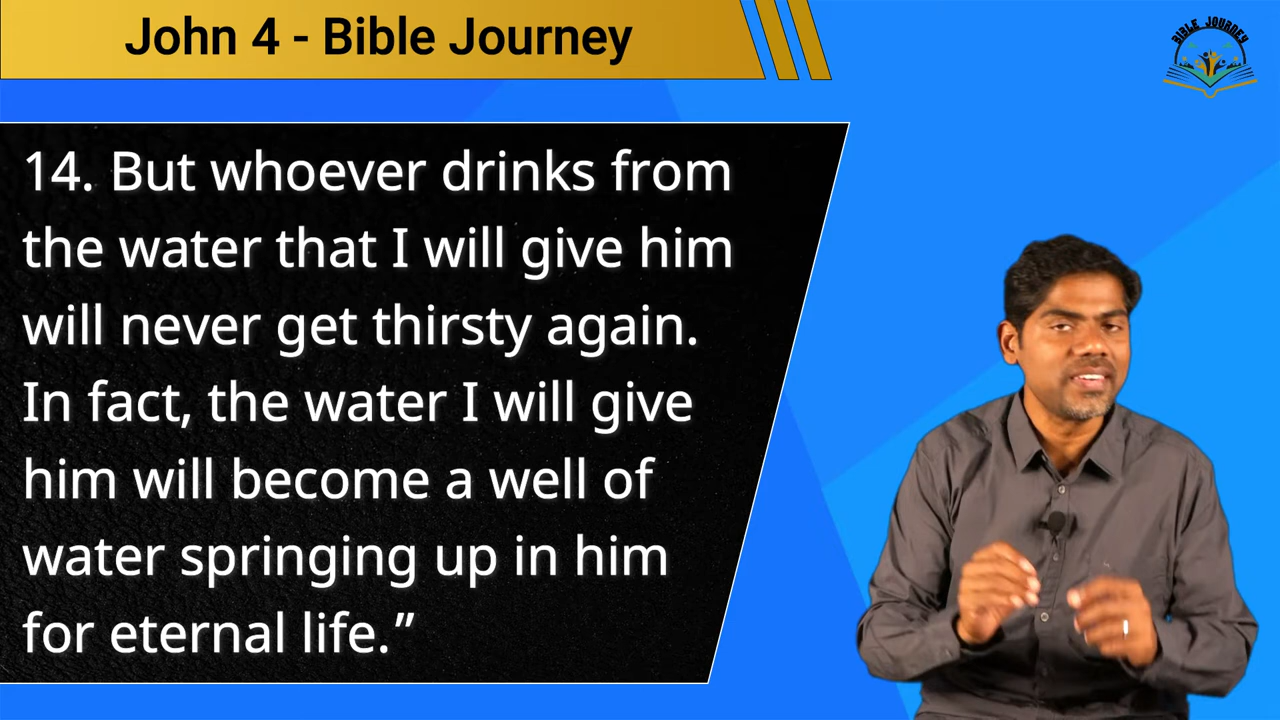 John 4 - Bible Journey
BIBLE JOURNEY
14. But whoever drinks from
the water that I will give him
will never get thirsty again.
In fact, the water I will give
him will become a well of
water springing up in him
for eternal life.”